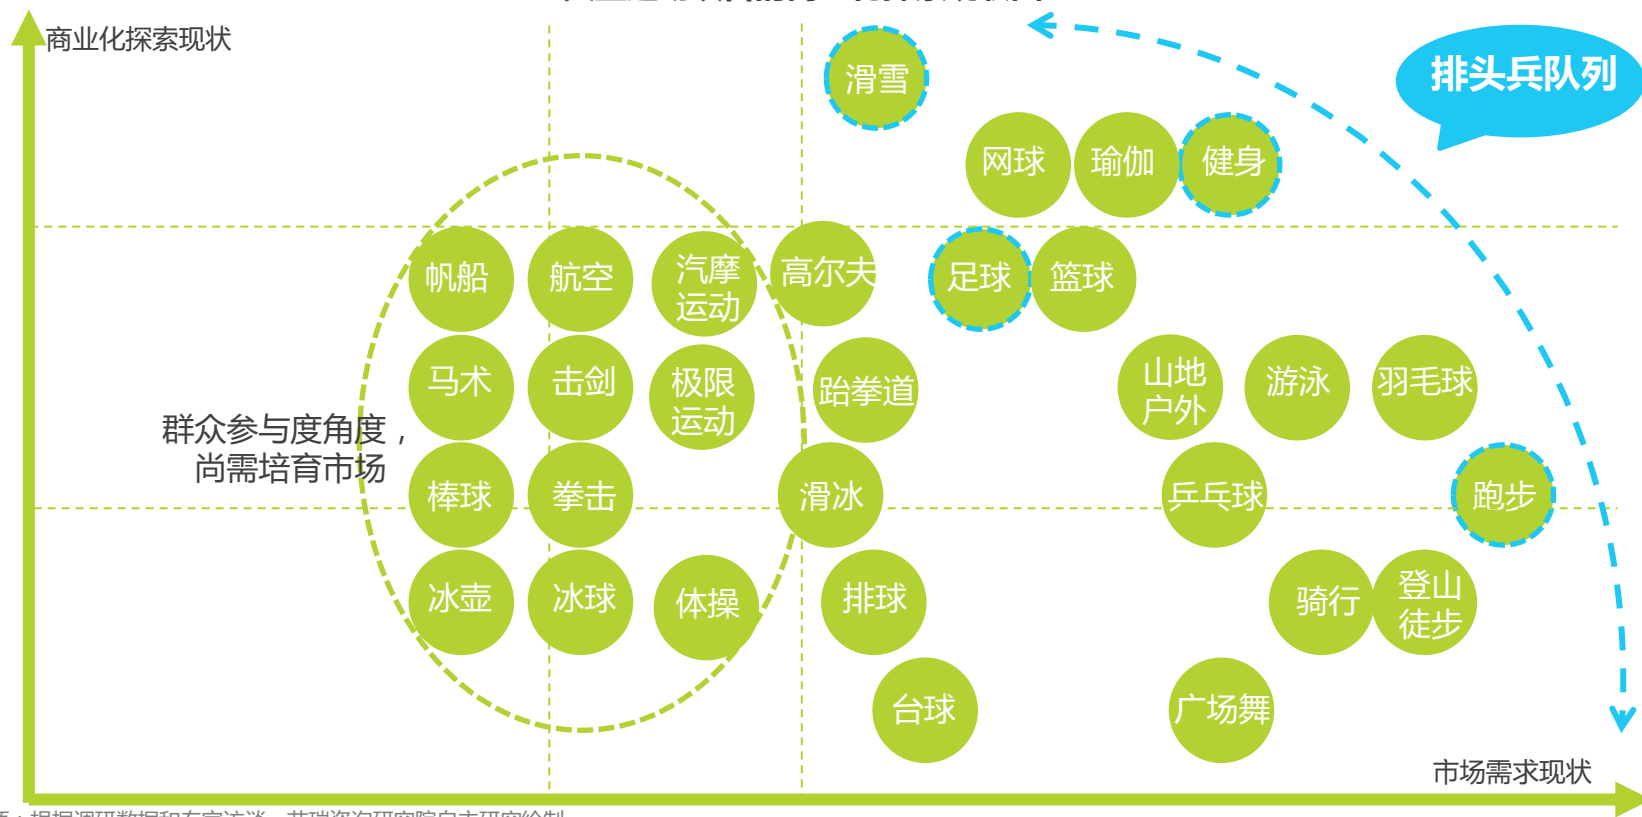 商业化探索现状
排头兵队列
滑雪
网球
瑜伽
健身
帆船
航空
汽摩
运动
高尔夫
足球
篮球
马术
击剑
极限
运动
跆拳道
山地
户外
游泳
羽毛球
群众参与度角度，
尚需培育市场
棒球
拳击
滑冰
乒乓球
跑步
冰壶
冰球
体操
排球
骑行
登山
徒步
台球
广场舞
市场需求现状